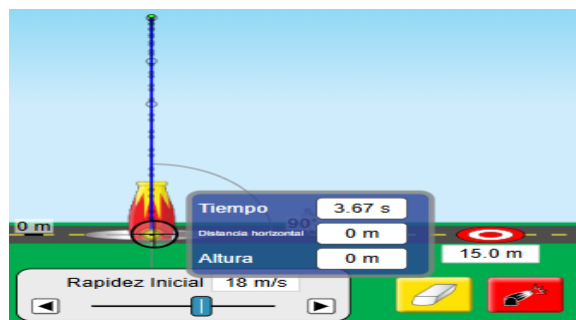 Tiempo 3.67 s
0 m
90°
Distancia horizontal 0 m
Altura 0 m
15.0 m
Rapidez Inicial 18 m/s